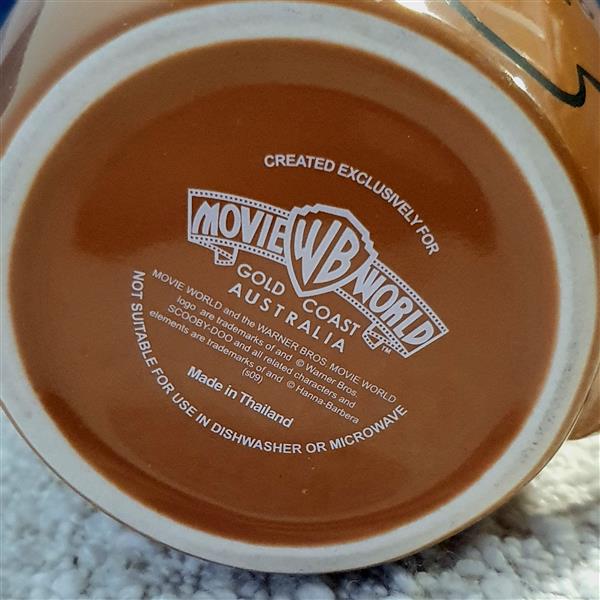 CREATED EXCLUSIVELY FOR
MOVIE WB WORLD™
GOLD COAST
AUSTRALIA
MOVIE WORLD and the WARNER BROS. MOVIE WORLD
logo are trademarks of and © Warner Bros.
SCOOBY-DOO and all related characters and
elements are trademarks of and © Hanna-Barbera
(s09)
Made in Thailand
NOT SUITABLE FOR USE IN DISHWASHER OR MICROWAVE